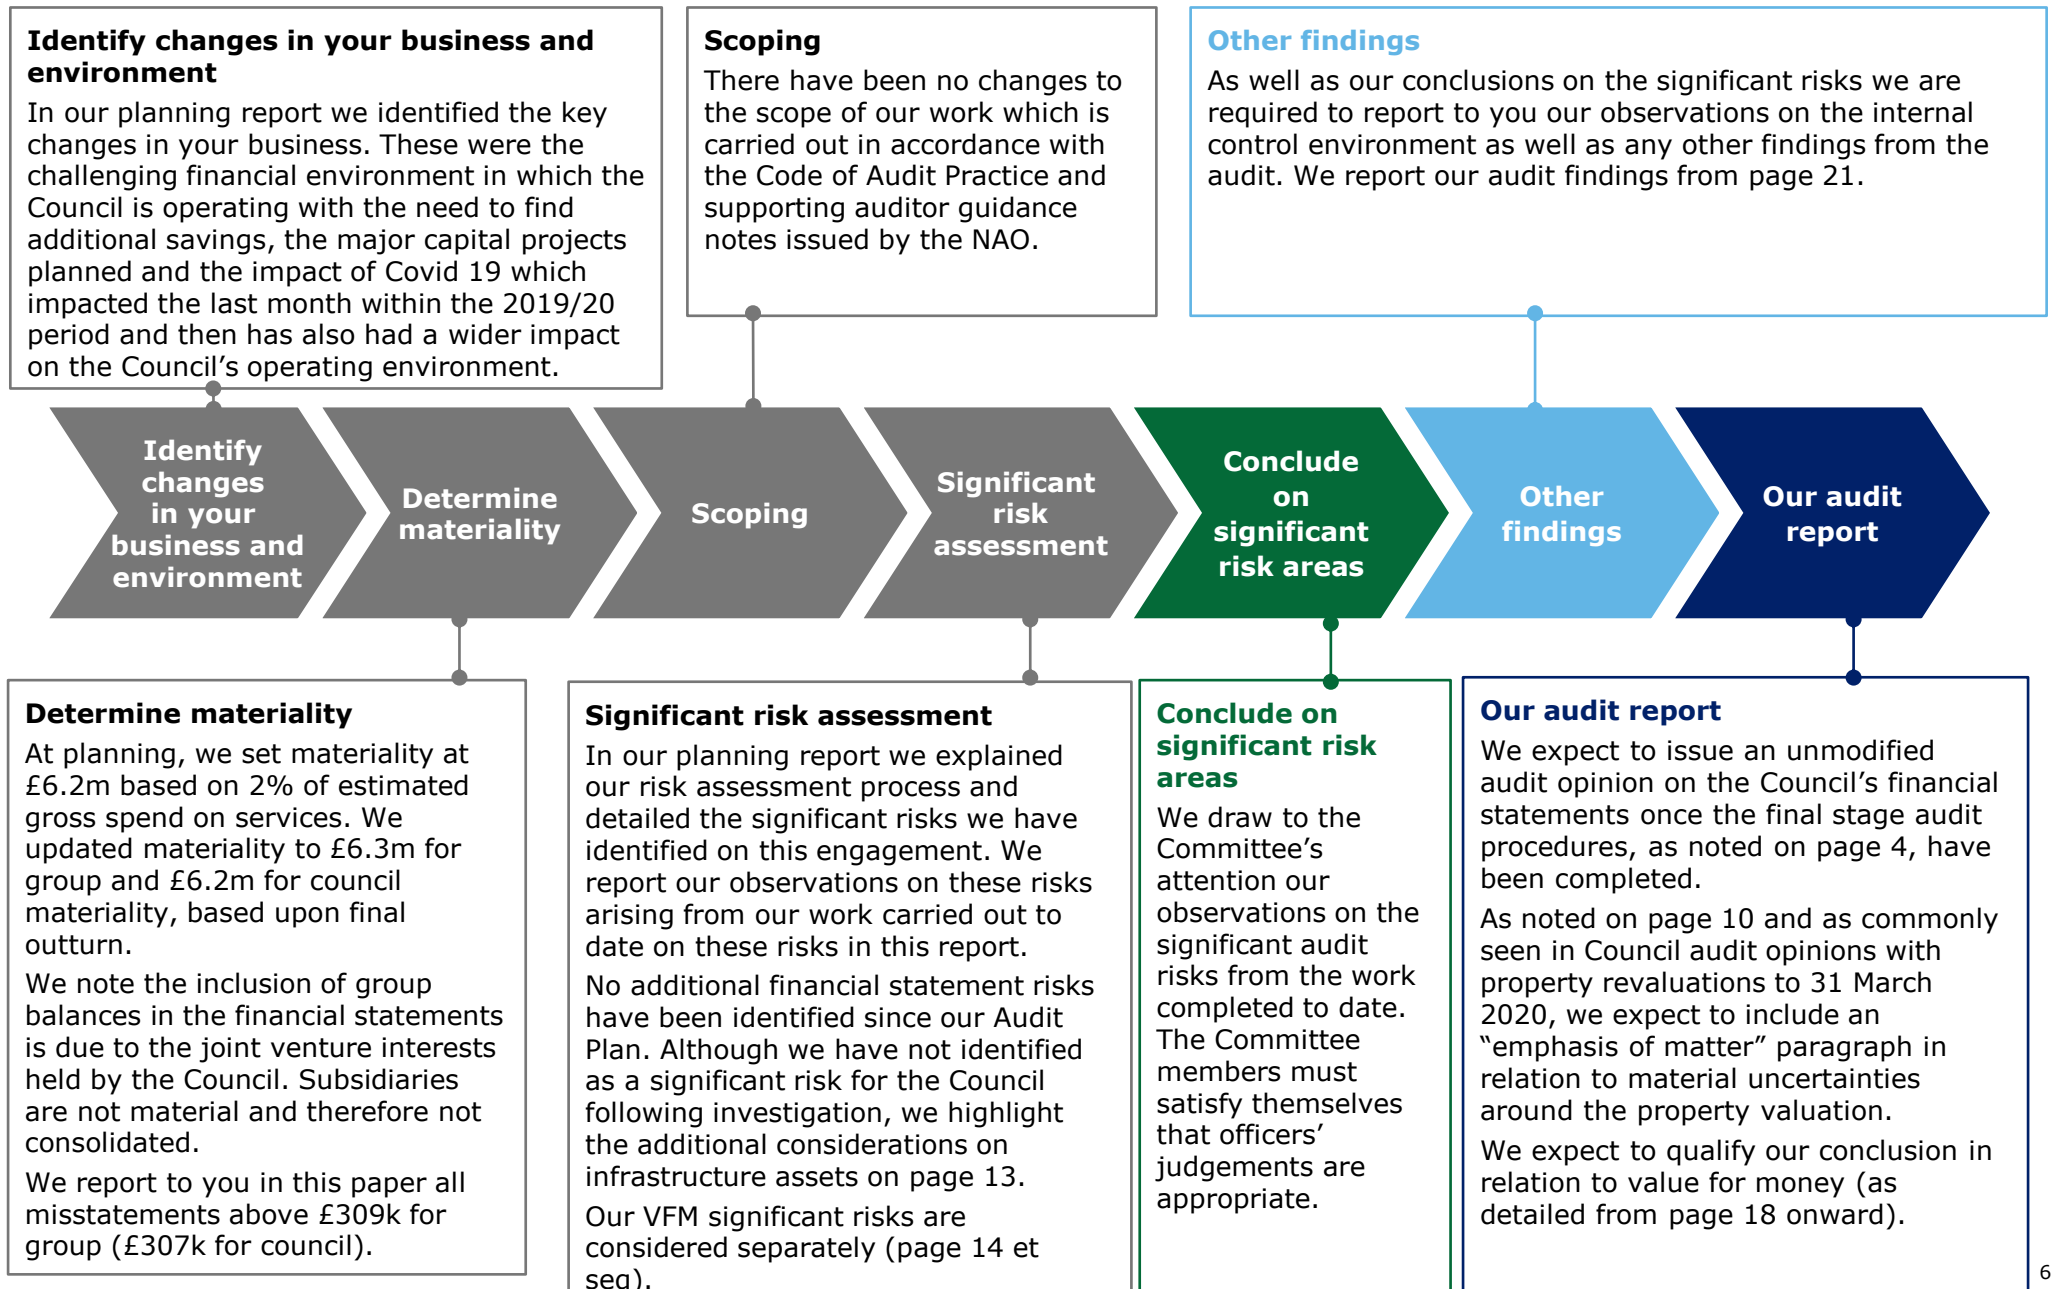 Identify changes in your business and
environment
In our planning report we identified the key
changes in your business. These were the
challenging financial environment in which the
Council is operating with the need to find
additional savings, the major capital projects
planned and the impact of Covid 19 which
impacted the last month within the 2019/20
period and then has also had a wider impact
on the Council’s operating environment.
Scoping
There have been no changes to
the scope of our work which is
carried out in accordance with
the Code of Audit Practice and
supporting auditor guidance
notes issued by the NAO.
Other findings
As well as our conclusions on the significant risks we are
required to report to you our observations on the internal
control environment as well as any other findings from the
audit. We report our audit findings from page 21.
Identify
changes
in your
business and
environment
Determine
materiality
Scoping
Significant
risk
assessment
Conclude
on
significant
risk areas
Other
findings
Our audit
report
Determine materiality
At planning, we set materiality at
£6.2m based on 2% of estimated
gross spend on services. We
updated materiality to £6.3m for
group and £6.2m for council
materiality, based upon final
outturn.
We note the inclusion of group
balances in the financial statements
is due to the joint venture interests
held by the Council. Subsidiaries
are not material and therefore not
consolidated.
We report to you in this paper all
misstatements above £309k for
group (£307k for council).
Significant risk assessment
In our planning report we explained
our risk assessment process and
detailed the significant risks we have
identified on this engagement. We
report our observations on these risks
arising from our work carried out to
date on these risks in this report.
No additional financial statement risks
have been identified since our Audit
Plan. Although we have not identified
as a significant risk for the Council
following investigation, we highlight
the additional considerations on
infrastructure assets on page 13.
Our VFM significant risks are
considered separately (page 14 et
seq).
Conclude on
significant risk
areas
We draw to the
Committee’s
attention our
observations on the
significant audit
risks from the work
completed to date.
The Committee
members must
satisfy themselves
that officers’
judgements are
appropriate.
Our audit report
We expect to issue an unmodified
audit opinion on the Council’s financial
statements once the final stage audit
procedures, as noted on page 4, have
been completed.
As noted on page 10 and as commonly
seen in Council audit opinions with
property revaluations to 31 March
2020, we expect to include an
“emphasis of matter” paragraph in
relation to material uncertainties
around the property valuation.
We expect to qualify our conclusion in
relation to value for money (as
detailed from page 18 onward).
6